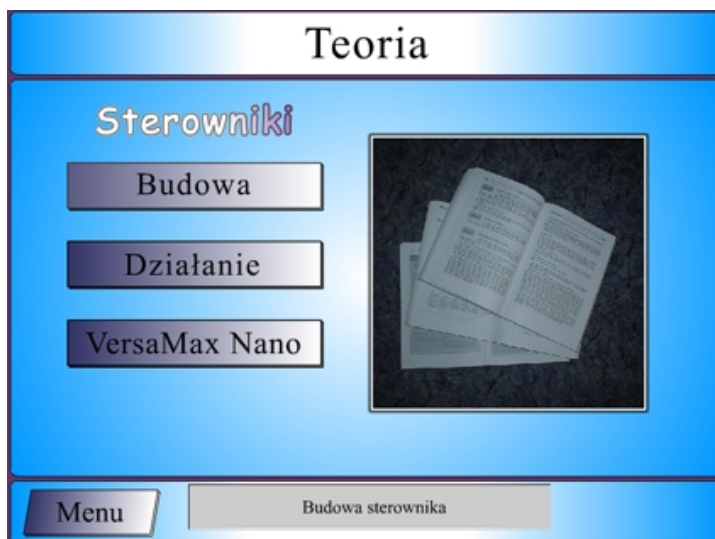 Teoria
Sterowniki
Budowa
Działanie
VersaMax Nano
Menu
Budowa sterownika